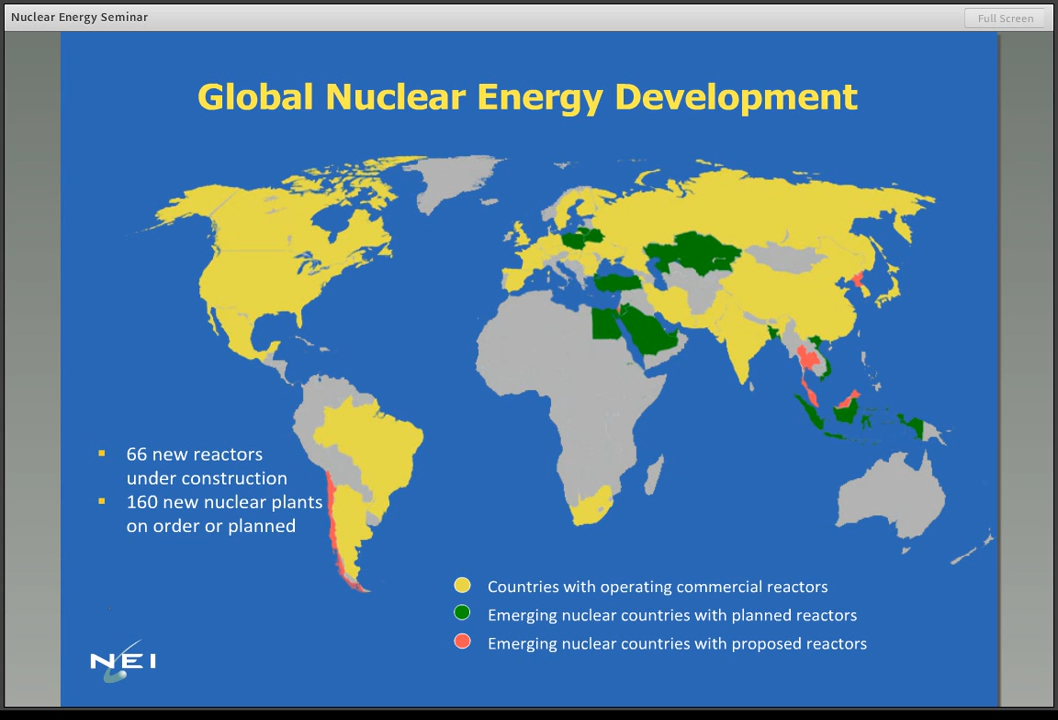 Nuclear Energy Seminar
Full Screen
Global Nuclear Energy Development
66 new reactors
under construction
160 new nuclear plants
on order or planned
Countries with operating commercial reactors
Emerging nuclear countries with planned reactors
Emerging nuclear countries with proposed reactors
NEI